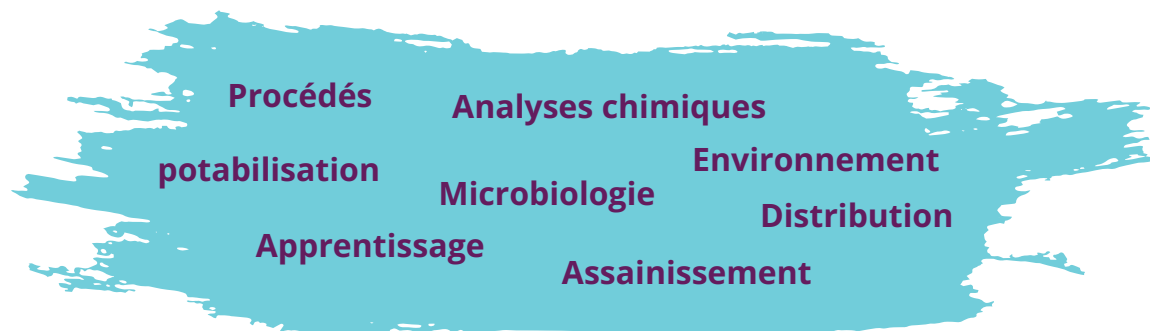 Procédés
Analyses chimiques
Environnement
potabilisation
Microbiologie
Distribution
Apprentissage
Assainissement